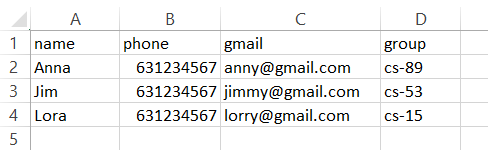 A B C D
1 name phone gmail group
2 Anna 631234567 anny@gmail.com cs-89
3 Jim 631234567 jimmy@gmail.com cs-53
4 Lora 631234567 lorry@gmail.com cs-15
5